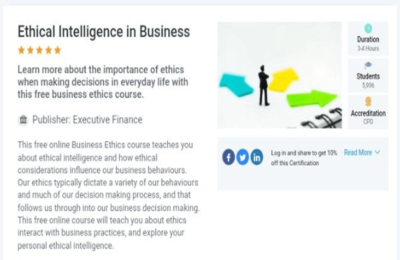 Ethical Intelligence in Business
Learn more about the importance of ethics
when making decisions in everyday life with
this free business ethics course.
Publisher: Executive Finance
This free online Business Ethics course teaches you
about ethical intelligence and how ethical
considerations influence our business behaviours.
Our ethics typically dictate a variety of our behaviours
and much of our decision making process, and that
follows us through into our business decision making.
This free online course will teach you about ethics
interact with business practices, and explore your
personal ethical intelligence.
Duration
3-4 Hours
Students
5,996
Accreditation
CPD
Log in and share to get 10%
off this Certification
Read More